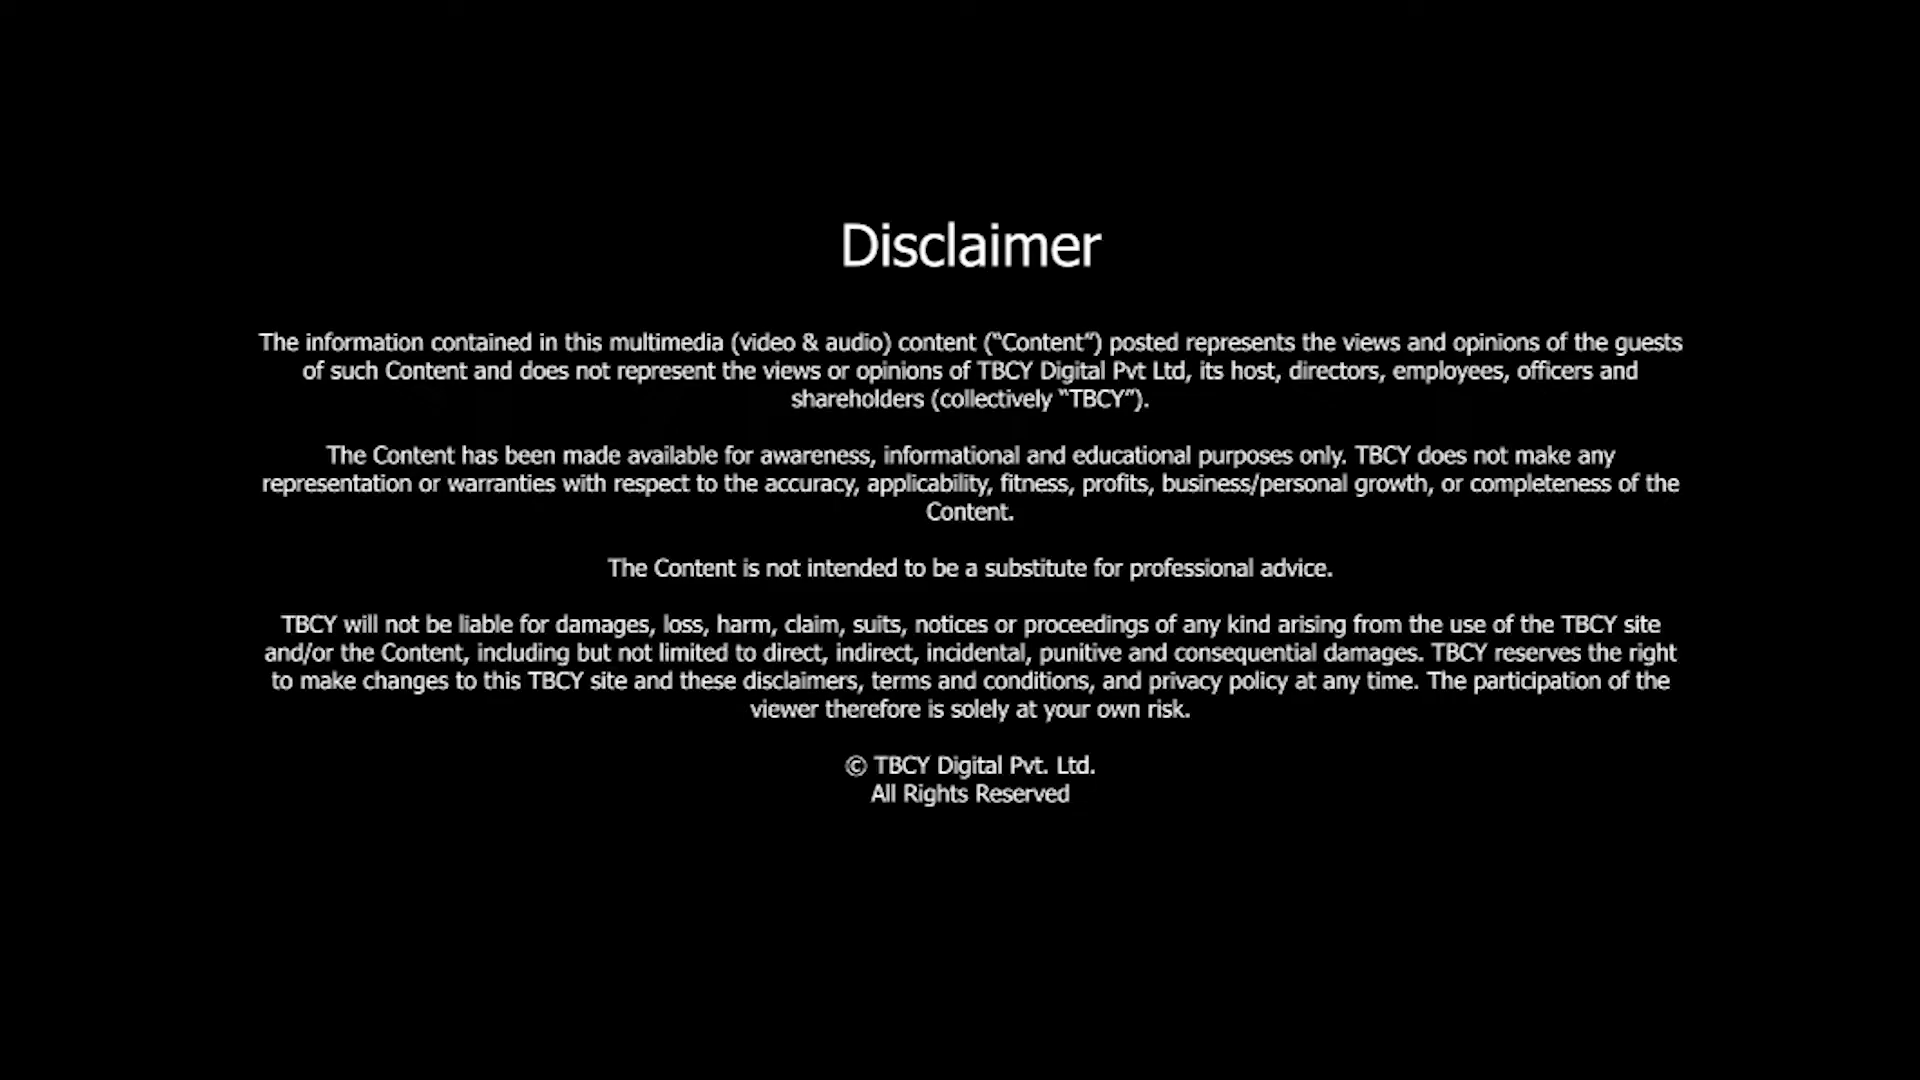 Disclaimer
The information contained in this multimedia (video & audio) content (“Content”) posted represents the views and opinions of the guests
of such Content and does not represent the views or opinions of TBCY Digital Pvt Ltd, its host, directors, employees, officers and
shareholders (collectively “TBCY”).
The Content has been made available for awareness, informational and educational purposes only. TBCY does not make any
representation or warranties with respect to the accuracy, applicability, fitness, profits, business/personal growth, or completeness of the
Content.
The Content is not intended to be a substitute for professional advice.
TBCY will not be liable for damages, loss, harm, claim, suits, notices or proceedings of any kind arising from the use of the TBCY site
and/or the Content, including but not limited to direct, indirect, incidental, punitive and consequential damages. TBCY reserves the right
to make changes to this TBCY site and these disclaimers, terms and conditions, and privacy policy at any time. The participation of the
viewer therefore is solely at your own risk.
© TBCY Digital Pvt. Ltd.
All Rights Reserved